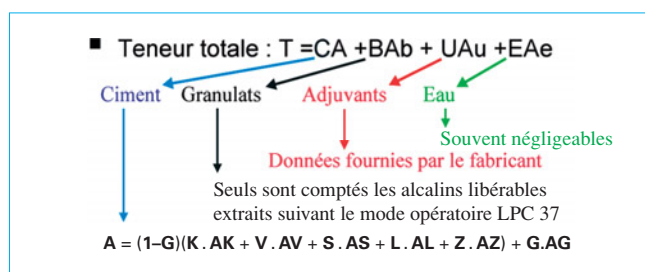 ▪ Teneur totale : T =CA +BAb + UAu +EAe
Ciment Granulats Adjuvants Eau
Souvent négligeables
Données fournies par le fabricant
Seuls sont comptés les alcalins libérables
extraits suivant le mode opératoire LPC 37
A = (1–G)(K . AK + V . AV + S . AS + L . AL + Z . AZ) + G.AG